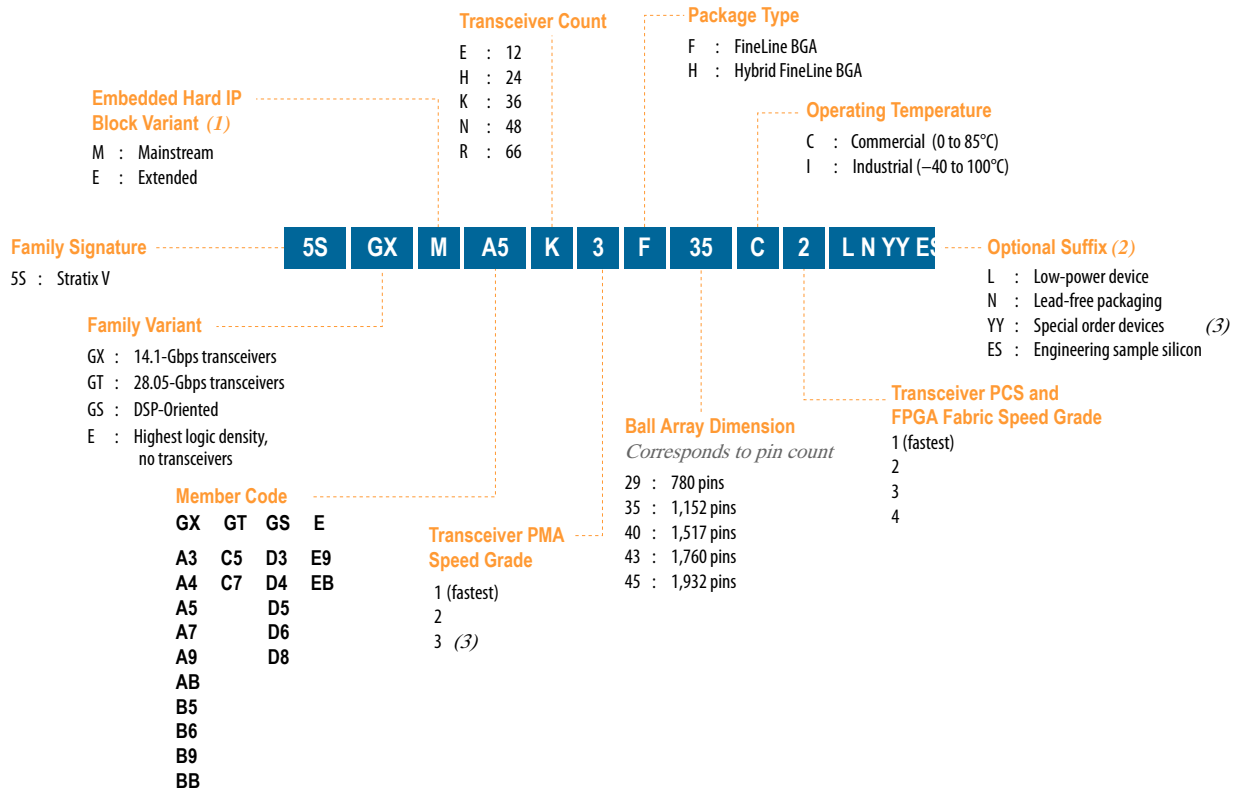 Transceiver Count
E : 12
H : 24
K : 36
N : 48
R : 66
Package Type
F : FineLine BGA
H : Hybrid FineLine BGA
Embedded Hard IP
Block Variant (1)
M : Mainstream
E : Extended
Operating Temperature
C : Commercial (0 to 85°C)
I : Industrial (–40 to 100°C)
5S GX M A5 K 3 F 35 C 2 L N YY ES
Family Signature
5S : Stratix V
Optional Suffix (2)
L : Low-power device
N : Lead-free packaging
YY : Special order devices (3)
ES : Engineering sample silicon
Family Variant
GX : 14.1-Gbps transceivers
GT : 28.05-Gbps transceivers
GS : DSP-Oriented
E : Highest logic density,
no transceivers
Member Code
GX GT GS E
A3 C5 D3 E9
A4 C7 D4 EB
A5 D5
A7 D6
A9 D8
AB
B5
B6
B9
BB
Transceiver PMA
Speed Grade
1 (fastest)
2
3 (3)
Ball Array Dimension
Corresponds to pin count
29 : 780 pins
35 : 1,152 pins
40 : 1,517 pins
43 : 1,760 pins
45 : 1,932 pins
Transceiver PCS and
FPGA Fabric Speed Grade
1 (fastest)
2
3
4